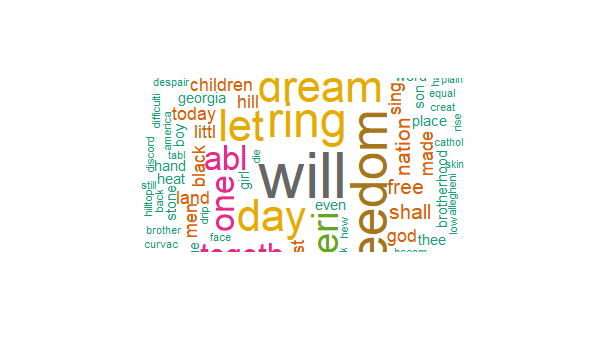 despair
children
dream
word
plain
georgia
hill
sing
son
equal
creat
difficulti
today
let
ring
place
rise
america
boy
littl
nation
made
cathol
discord
tabl
black
abl
die
will
eedom
skin
hand
heat
girl
free
brotherhood
still
land
one
day
even
shall
allegheni
low
hilltop
back
stone
men
drip
eri
hew
god
thee
brother
face
curvac
togeth
st